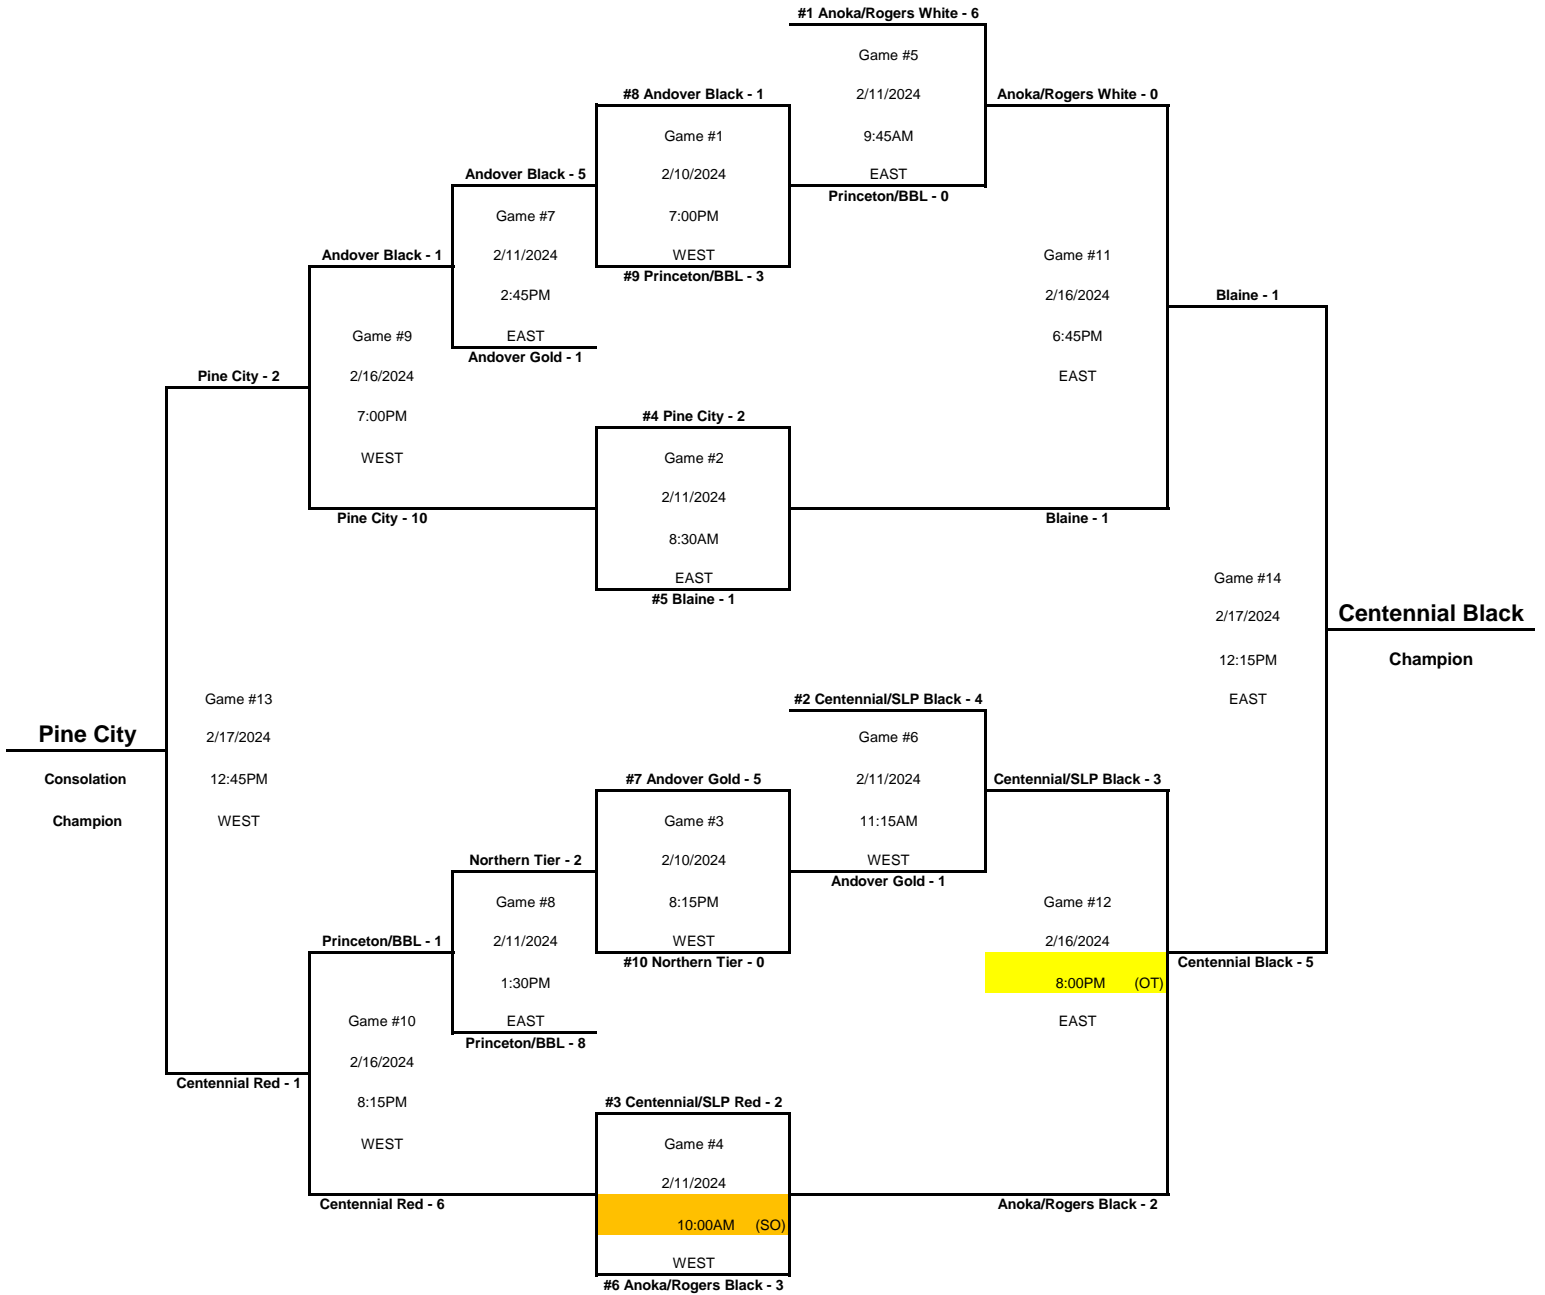 #1 Anoka/Rogers White - 6
Game #5
2/11/2024
9:45AM
EAST
Princeton/BBL - 0
#8 Andover Black - 1
Game #1
2/10/2024
7:00PM
WEST
#9 Princeton/BBL - 3
Anoka/Rogers White - 0
Game #11
2/16/2024
6:45PM
EAST
Blaine - 1
Andover Black - 5
Game #7
2/11/2024
2:45PM
EAST
Andover Gold - 1
Andover Black - 1
Game #9
2/16/2024
7:00PM
WEST
Pine City - 10
#4 Pine City - 2
Game #2
2/11/2024
8:30AM
EAST
#5 Blaine - 1
Blaine - 1
Game #14
2/17/2024
12:15PM
EAST
Centennial Black - 5
Centennial Black
Champion
Pine City - 2
Game #13
2/17/2024
12:45PM
WEST
Centennial Red - 1
Pine City
Consolation
Champion
#2 Centennial/SLP Black - 4
Game #6
2/11/2024
11:15AM
WEST
Andover Gold - 1
#7 Andover Gold - 5
Game #3
2/10/2024
8:15PM
WEST
#10 Northern Tier - 0
Centennial/SLP Black - 3
Game #12
2/16/2024
8:00PM (OT)
EAST
Anoka/Rogers Black - 2
Northern Tier - 2
Game #8
2/11/2024
1:30PM
EAST
Princeton/BBL - 8
Princeton/BBL - 1
Game #10
2/16/2024
8:15PM
WEST
Centennial Red - 6
#3 Centennial/SLP Red - 2
Game #4
2/11/2024
10:00AM (SO)
WEST
#6 Anoka/Rogers Black - 3